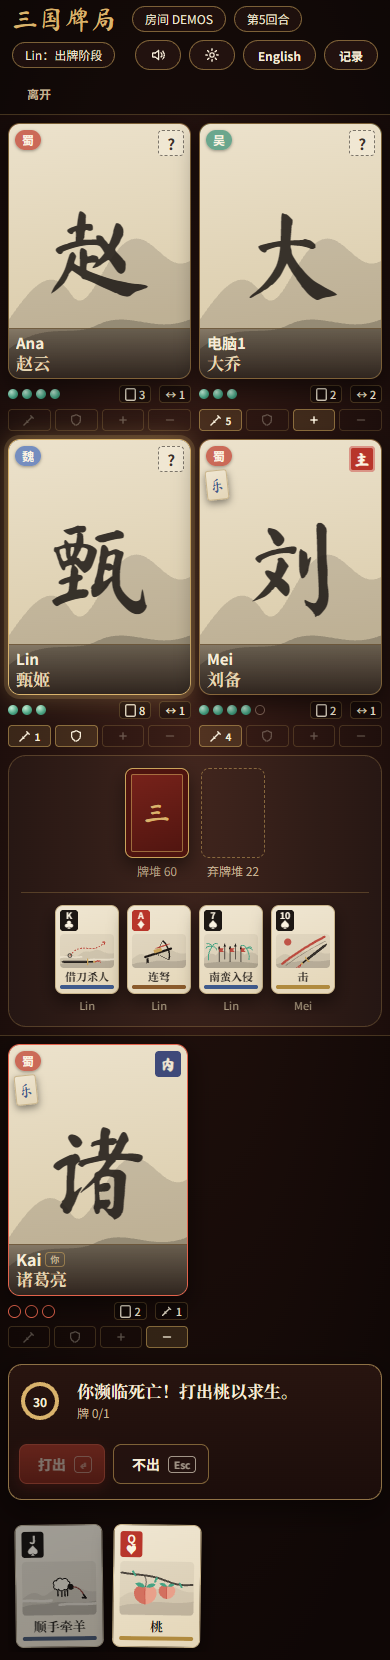 三国牌局
房间 DEMOS
第5回合
Lin：出牌阶段
English
记录
离开
蜀
?
赵
Ana
赵云
3
↔1
吴
?
大
电脑1
大乔
2
↔2
5
+
−
魏
?
甄
Lin
甄姬
8
↔1
1
+
−
蜀
主
乐
刘
Mei
刘备
2
↔1
4
+
−
三
牌堆 60
弃牌堆 22
K♣
借刀杀人
Lin
A♦
连弩
Lin
7♠
南蛮入侵
Lin
10♠
击
Mei
蜀
内
乐
诸
Kai 你
诸葛亮
2
1
+
−
30
你濒临死亡！打出桃以求生。
牌 0/1
打出 ⏎
不出 Esc
J♠
顺手牵羊
Q♥
桃